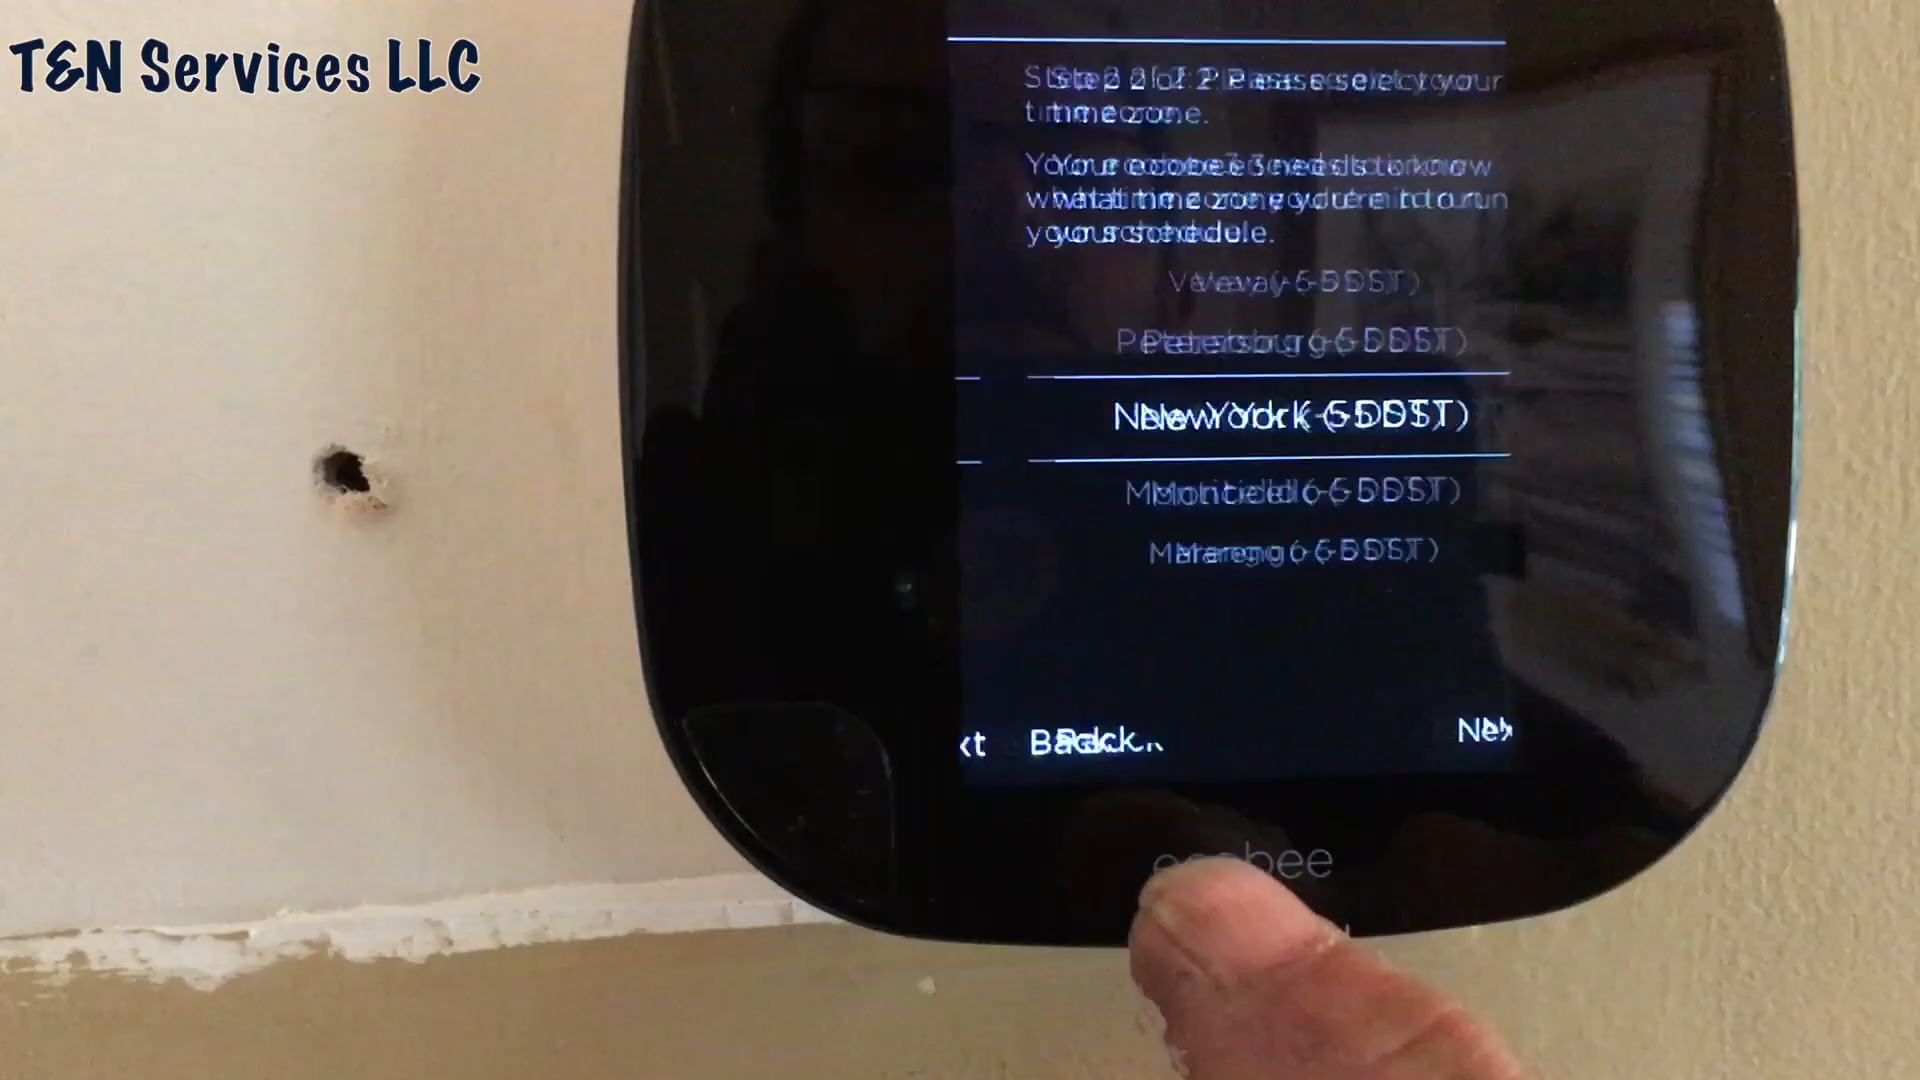 T&N Services LLC
Step 2 of 2: Please select your
time zone.
Your ecobee3 needs to know
what time zone you're in to run
your schedule.
Vevay (-5 DST)
Petersburg (-5 DST)
New York (-5 DST)
Monticello (-5 DST)
Marengo (-5 DST)
xt Back Nex
ecobee